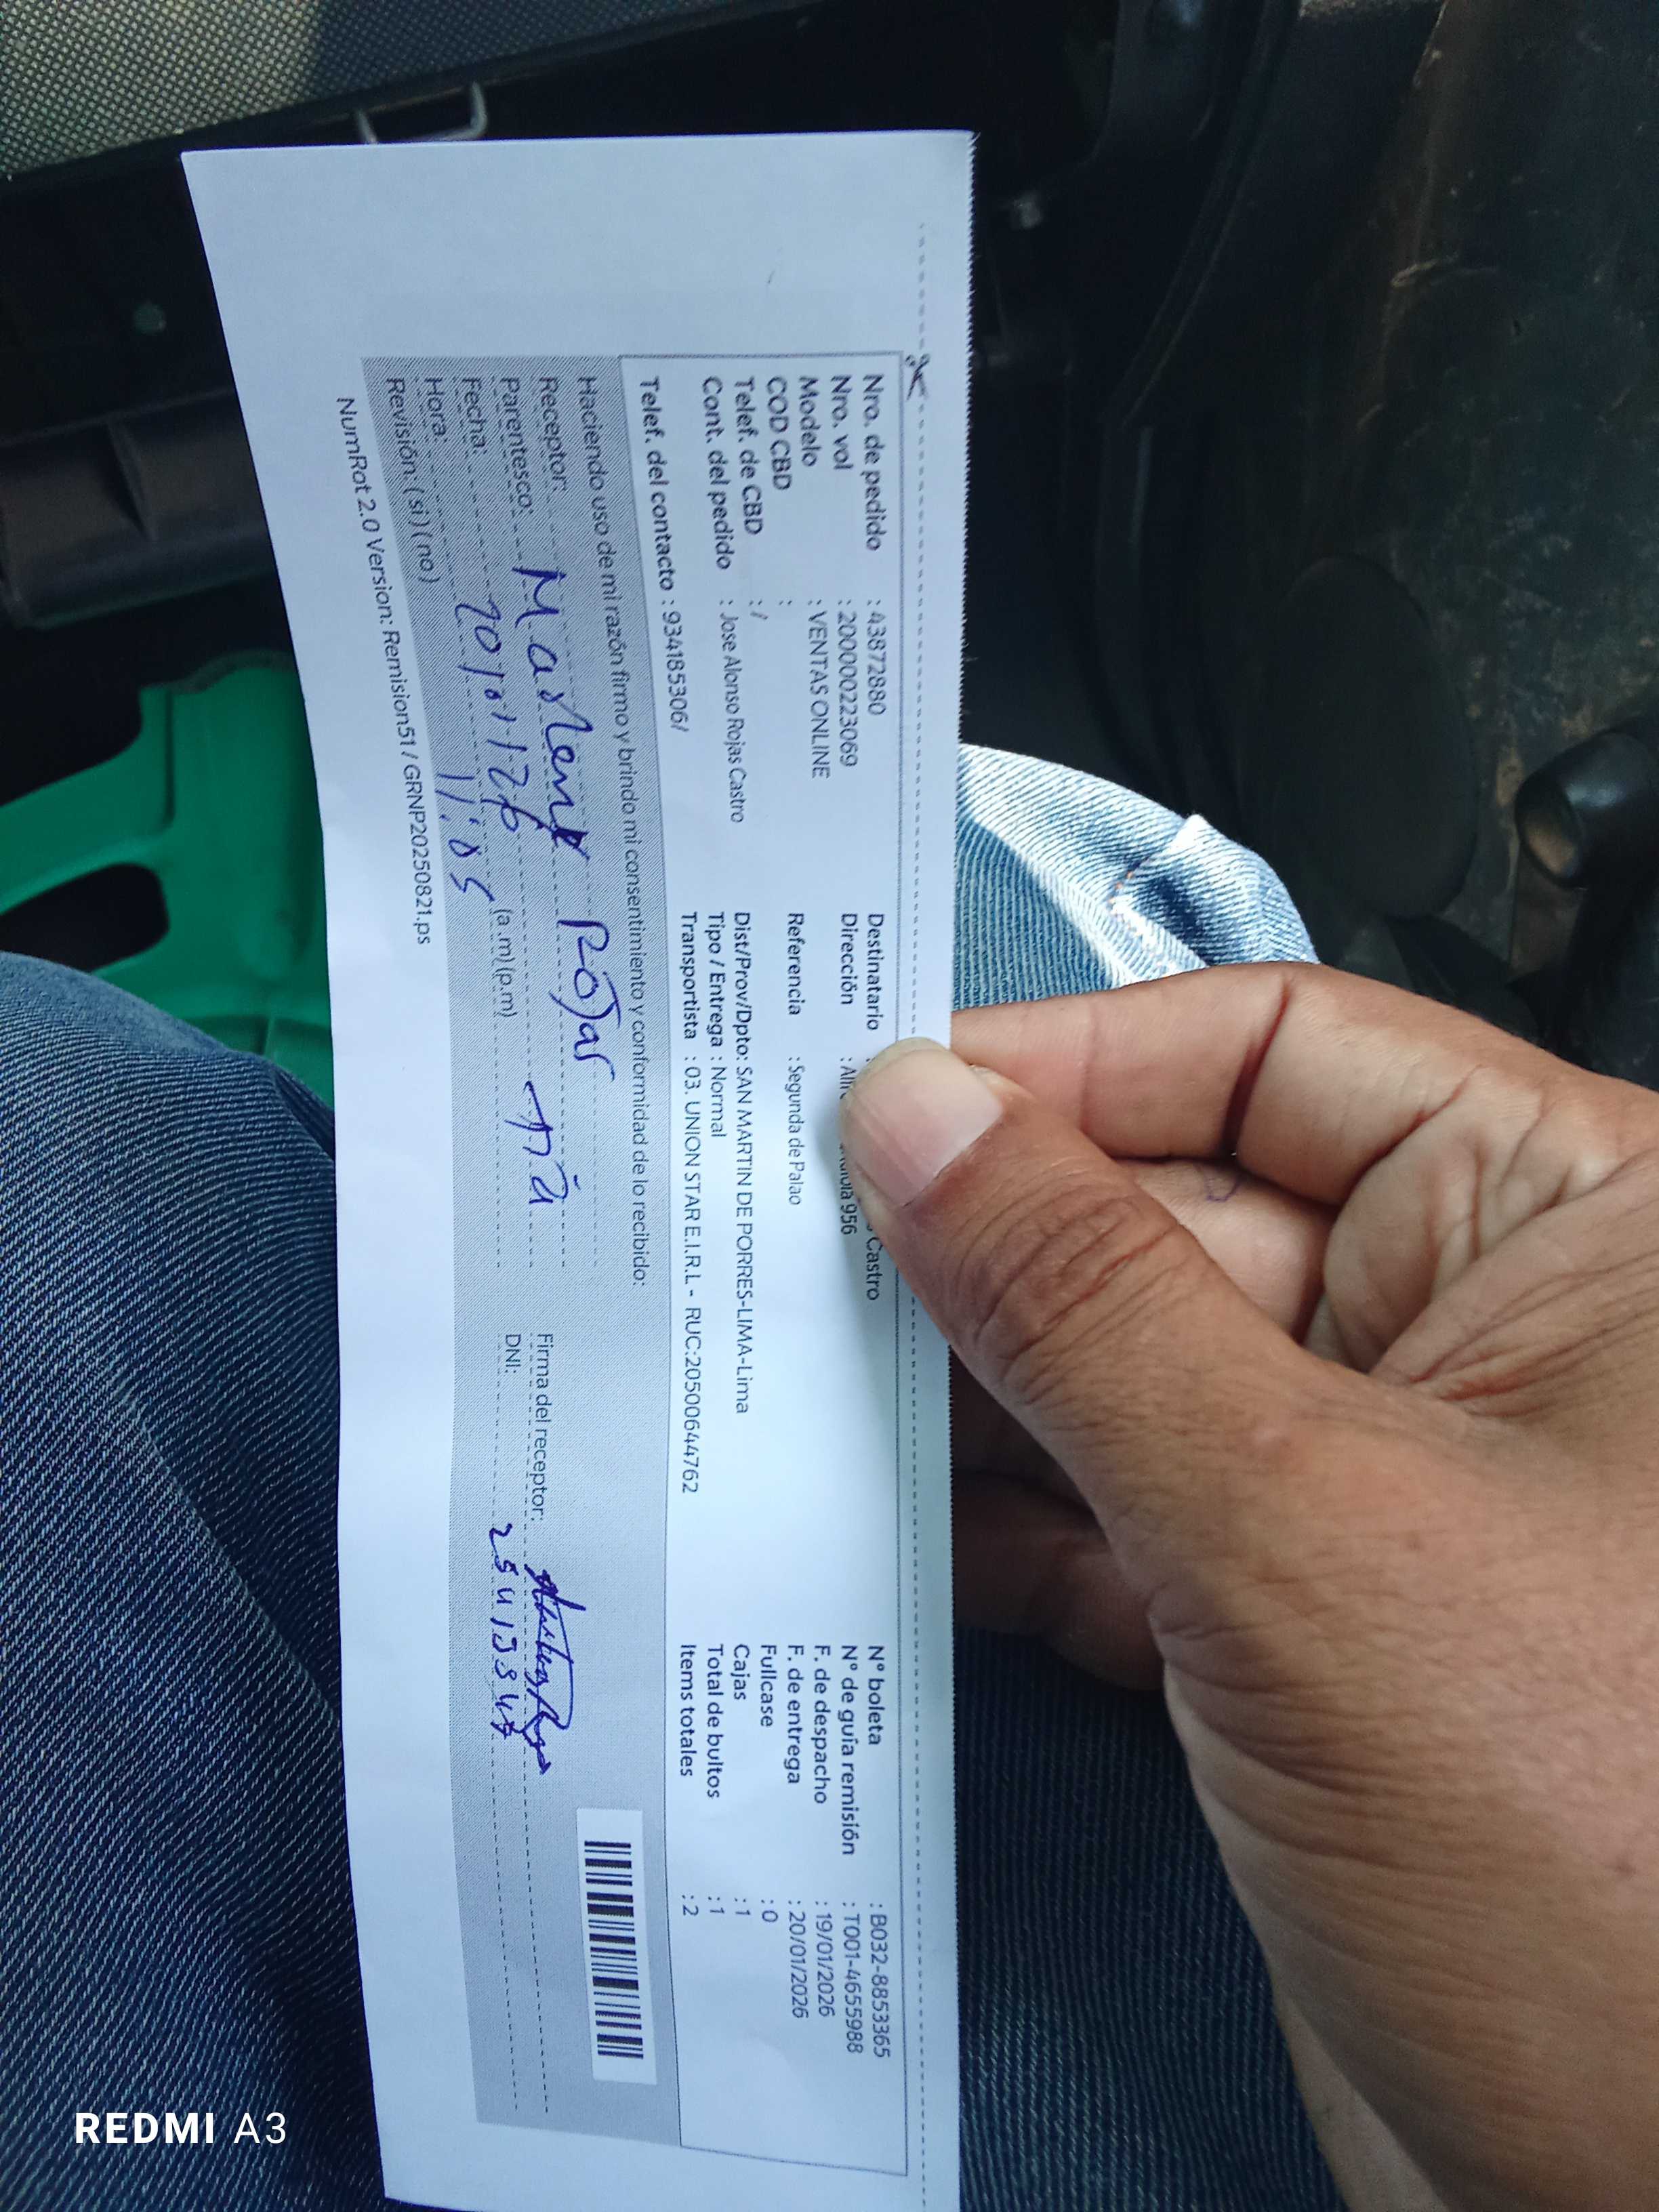 Nro. de pedido : 43872880
Nro. vol : 200000223069
Modelo : VENTAS ONLINE
COD CBD :
Telef. de CBD : /
Cont. del pedido : Jose Alonso Rojas Castro
Telef. del contacto : 934185306/
Destinatario : Castro
Dirección : 956
Referencia : Segunda de Palao
Dist/Prov/Dpto: SAN MARTIN DE PORRES-LIMA-Lima
Tipo / Entrega : Normal
Transportista : 03. UNION STAR E.I.R.L - RUC:20500644762
N° boleta : B032-8853365
N° de guía remisión : T001-4655988
F. de despacho : 19/01/2026
F. de entrega : 20/01/2026
Fullcase : 0
Cajas : 1
Total de bultos : 1
Items totales : 2
Haciendo uso de mi razón firmo y brindo mi consentimiento y conformidad de lo recibido:
Receptor: Marlene Rojas
Parentesco: Tía
Fecha: 20/01/26
Hora: 11:05 (a.m) (p.m)
Revisión: ( si ) ( no )
Firma del receptor:
DNI:
NumRot 2.0 Version: Remision51 / GRNP20250821.ps
REDMI A3